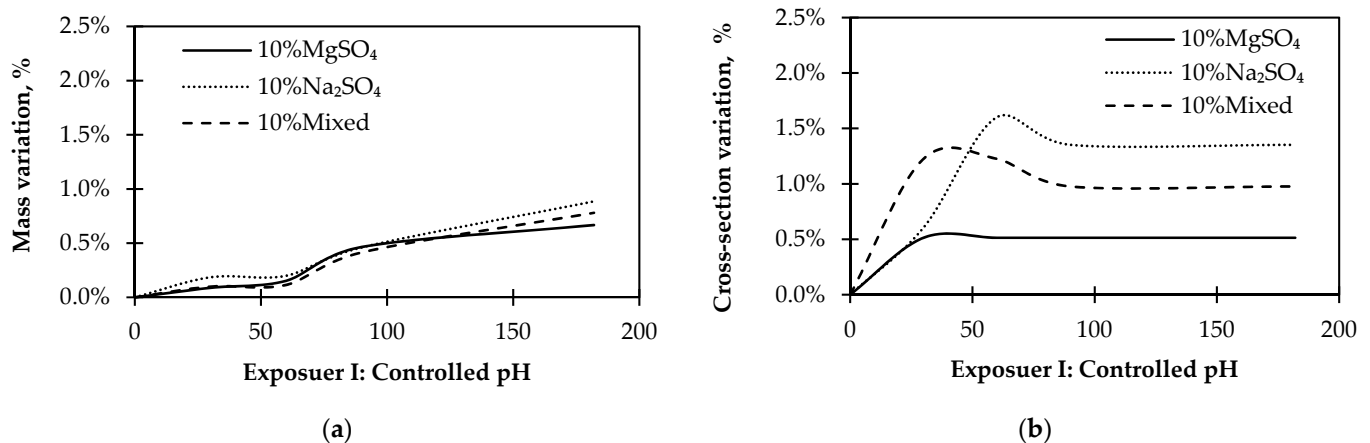 Mass variation, %
2.5%
2.0%
1.5%
1.0%
0.5%
0.0%
10%MgSO₄
10%Na₂SO₄
10%Mixed
0 50 100 150 200
Exposuer I: Controlled pH
(a)
Cross-section variation, %
2.5%
2.0%
1.5%
1.0%
0.5%
0.0%
10%MgSO₄
10%Na₂SO₄
10%Mixed
0 50 100 150 200
Exposuer I: Controlled pH
(b)